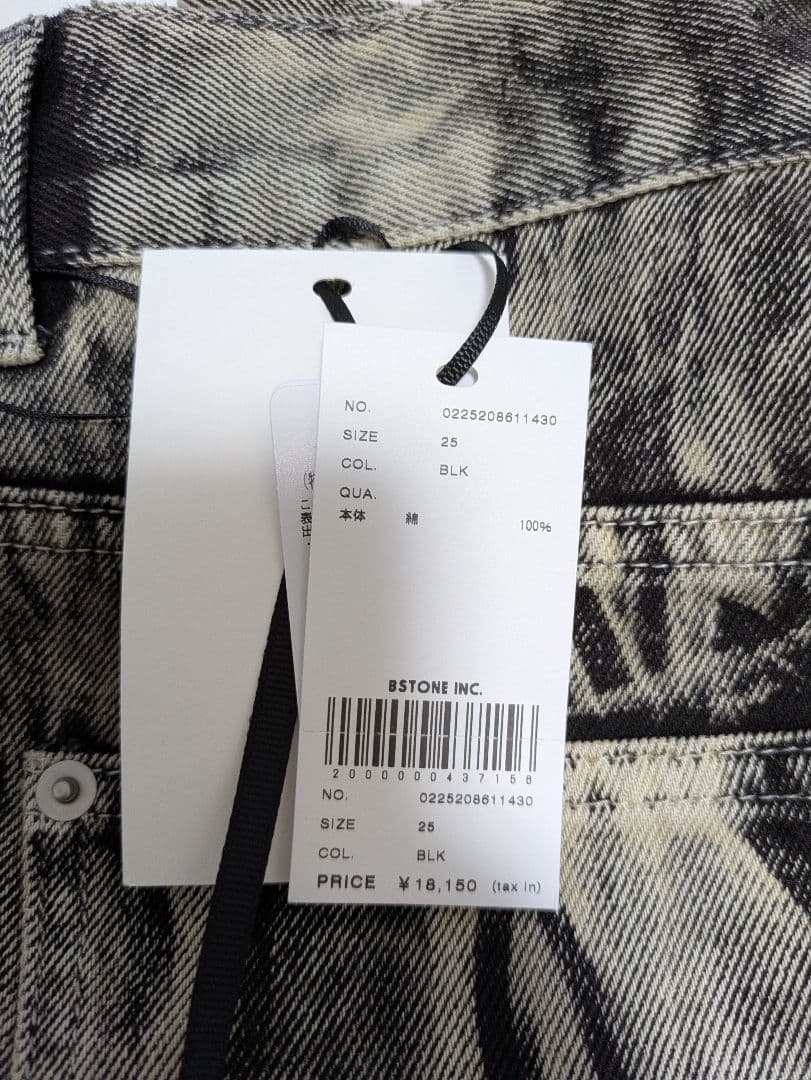 NO. 0225208611430
SIZE 25
COL. BLK
QUA.
本体 綿 100%
BSTONE INC.
2000000437156
NO. 0225208611430
SIZE 25
COL. BLK
PRICE ¥18,150 (tax in)